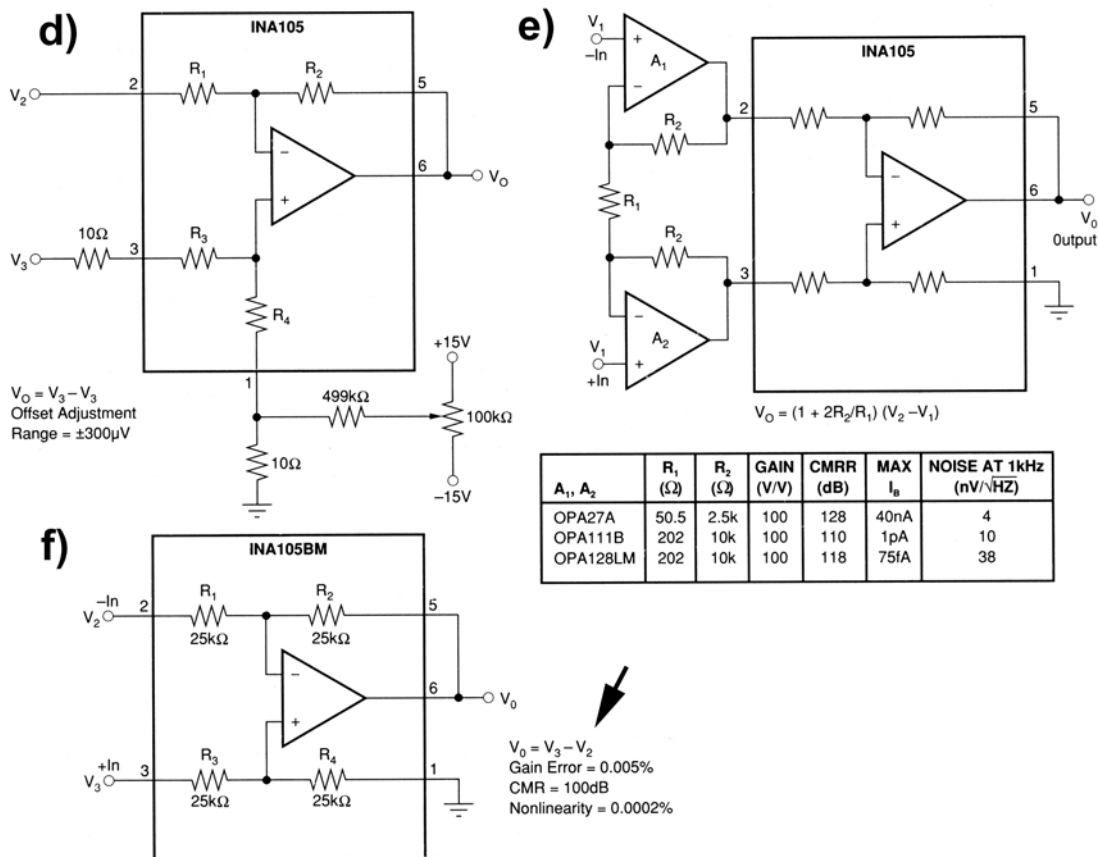 d)
INA105
R1
R2
2
5
V2
−
+
6
VO
10Ω
3
R3
V3
R4
1
+15V
499kΩ
100kΩ
10Ω
−15V
VO = V3 – V3
Offset Adjustment
Range = ±300µV
e)
V1
–In
+
A1
−
INA105
2
5
R2
R1
−
+
6
V0
0utput
R2
3
1
−
A2
V1
+
+In
VO = (1 + 2R2/R1) (V2 –V1)
A1, A2 R1 (Ω) R2 (Ω) GAIN (V/V) CMRR (dB) MAX IB NOISE AT 1kHz (nV/√HZ)
OPA27A 50.5 2.5k 100 128 40nA 4
OPA111B 202 10k 100 110 1pA 10
OPA128LM 202 10k 100 118 75fA 38
f)
INA105BM
–In
V2
2
R1
25kΩ
R2
25kΩ
5
−
+
6
V0
+In
V3
3
R3
25kΩ
R4
25kΩ
1
V0 = V3 – V2
Gain Error = 0.005%
CMR = 100dB
Nonlinearity = 0.0002%